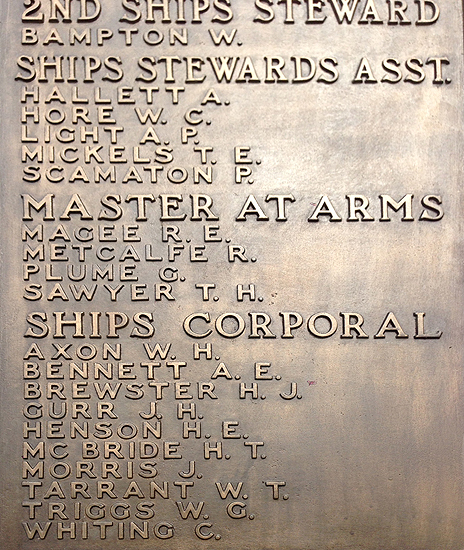 2ND SHIPS STEWARD
BAMPTON W.
SHIPS STEWARDS ASST.
HALLETT A.
HORE W. C.
LIGHT A. P.
MICKELS T. E.
SCAMATON P.
MASTER AT ARMS
MAGEE R. E.
METCALFE R.
PLUME G.
SAWYER T. H.
SHIPS CORPORAL
AXON W. H.
BENNETT A. E.
BREWSTER H. J.
GURR J. H.
HENSON H. E.
MC BRIDE H. T.
MORRIS J.
TARRANT W. T.
TRIGGS W. G.
WHITING C.